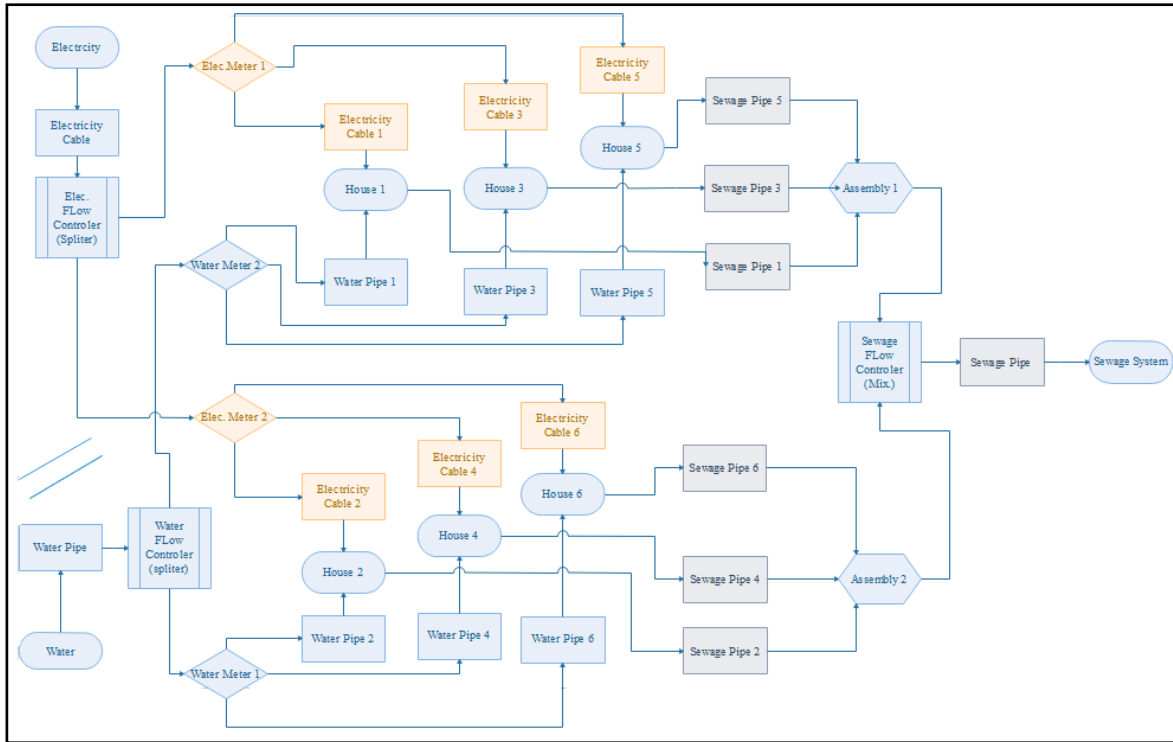 Electrcity
Electricity
Cable
Elec.
FLow
Controler
(Spliter)
Elec.Meter 1
Electricity
Cable 1
House 1
Electricity
Cable 3
House 3
Electricity
Cable 5
House 5
Water Meter 2
Water Pipe 1
Water Pipe 3
Water Pipe 5
Sewage Pipe 5
Sewage Pipe 3
Sewage Pipe 1
Assembly 1
Sewage
FLow
Controler
(Mix.)
Sewage Pipe
Sewage System
Elec. Meter 2
Electricity
Cable 2
House 2
Electricity
Cable 4
House 4
Electricity
Cable 6
House 6
Water Pipe
Water
Water
FLow
Controler
(spliter)
Water Meter 1
Water Pipe 2
Water Pipe 4
Water Pipe 6
Sewage Pipe 6
Sewage Pipe 4
Sewage Pipe 2
Assembly 2